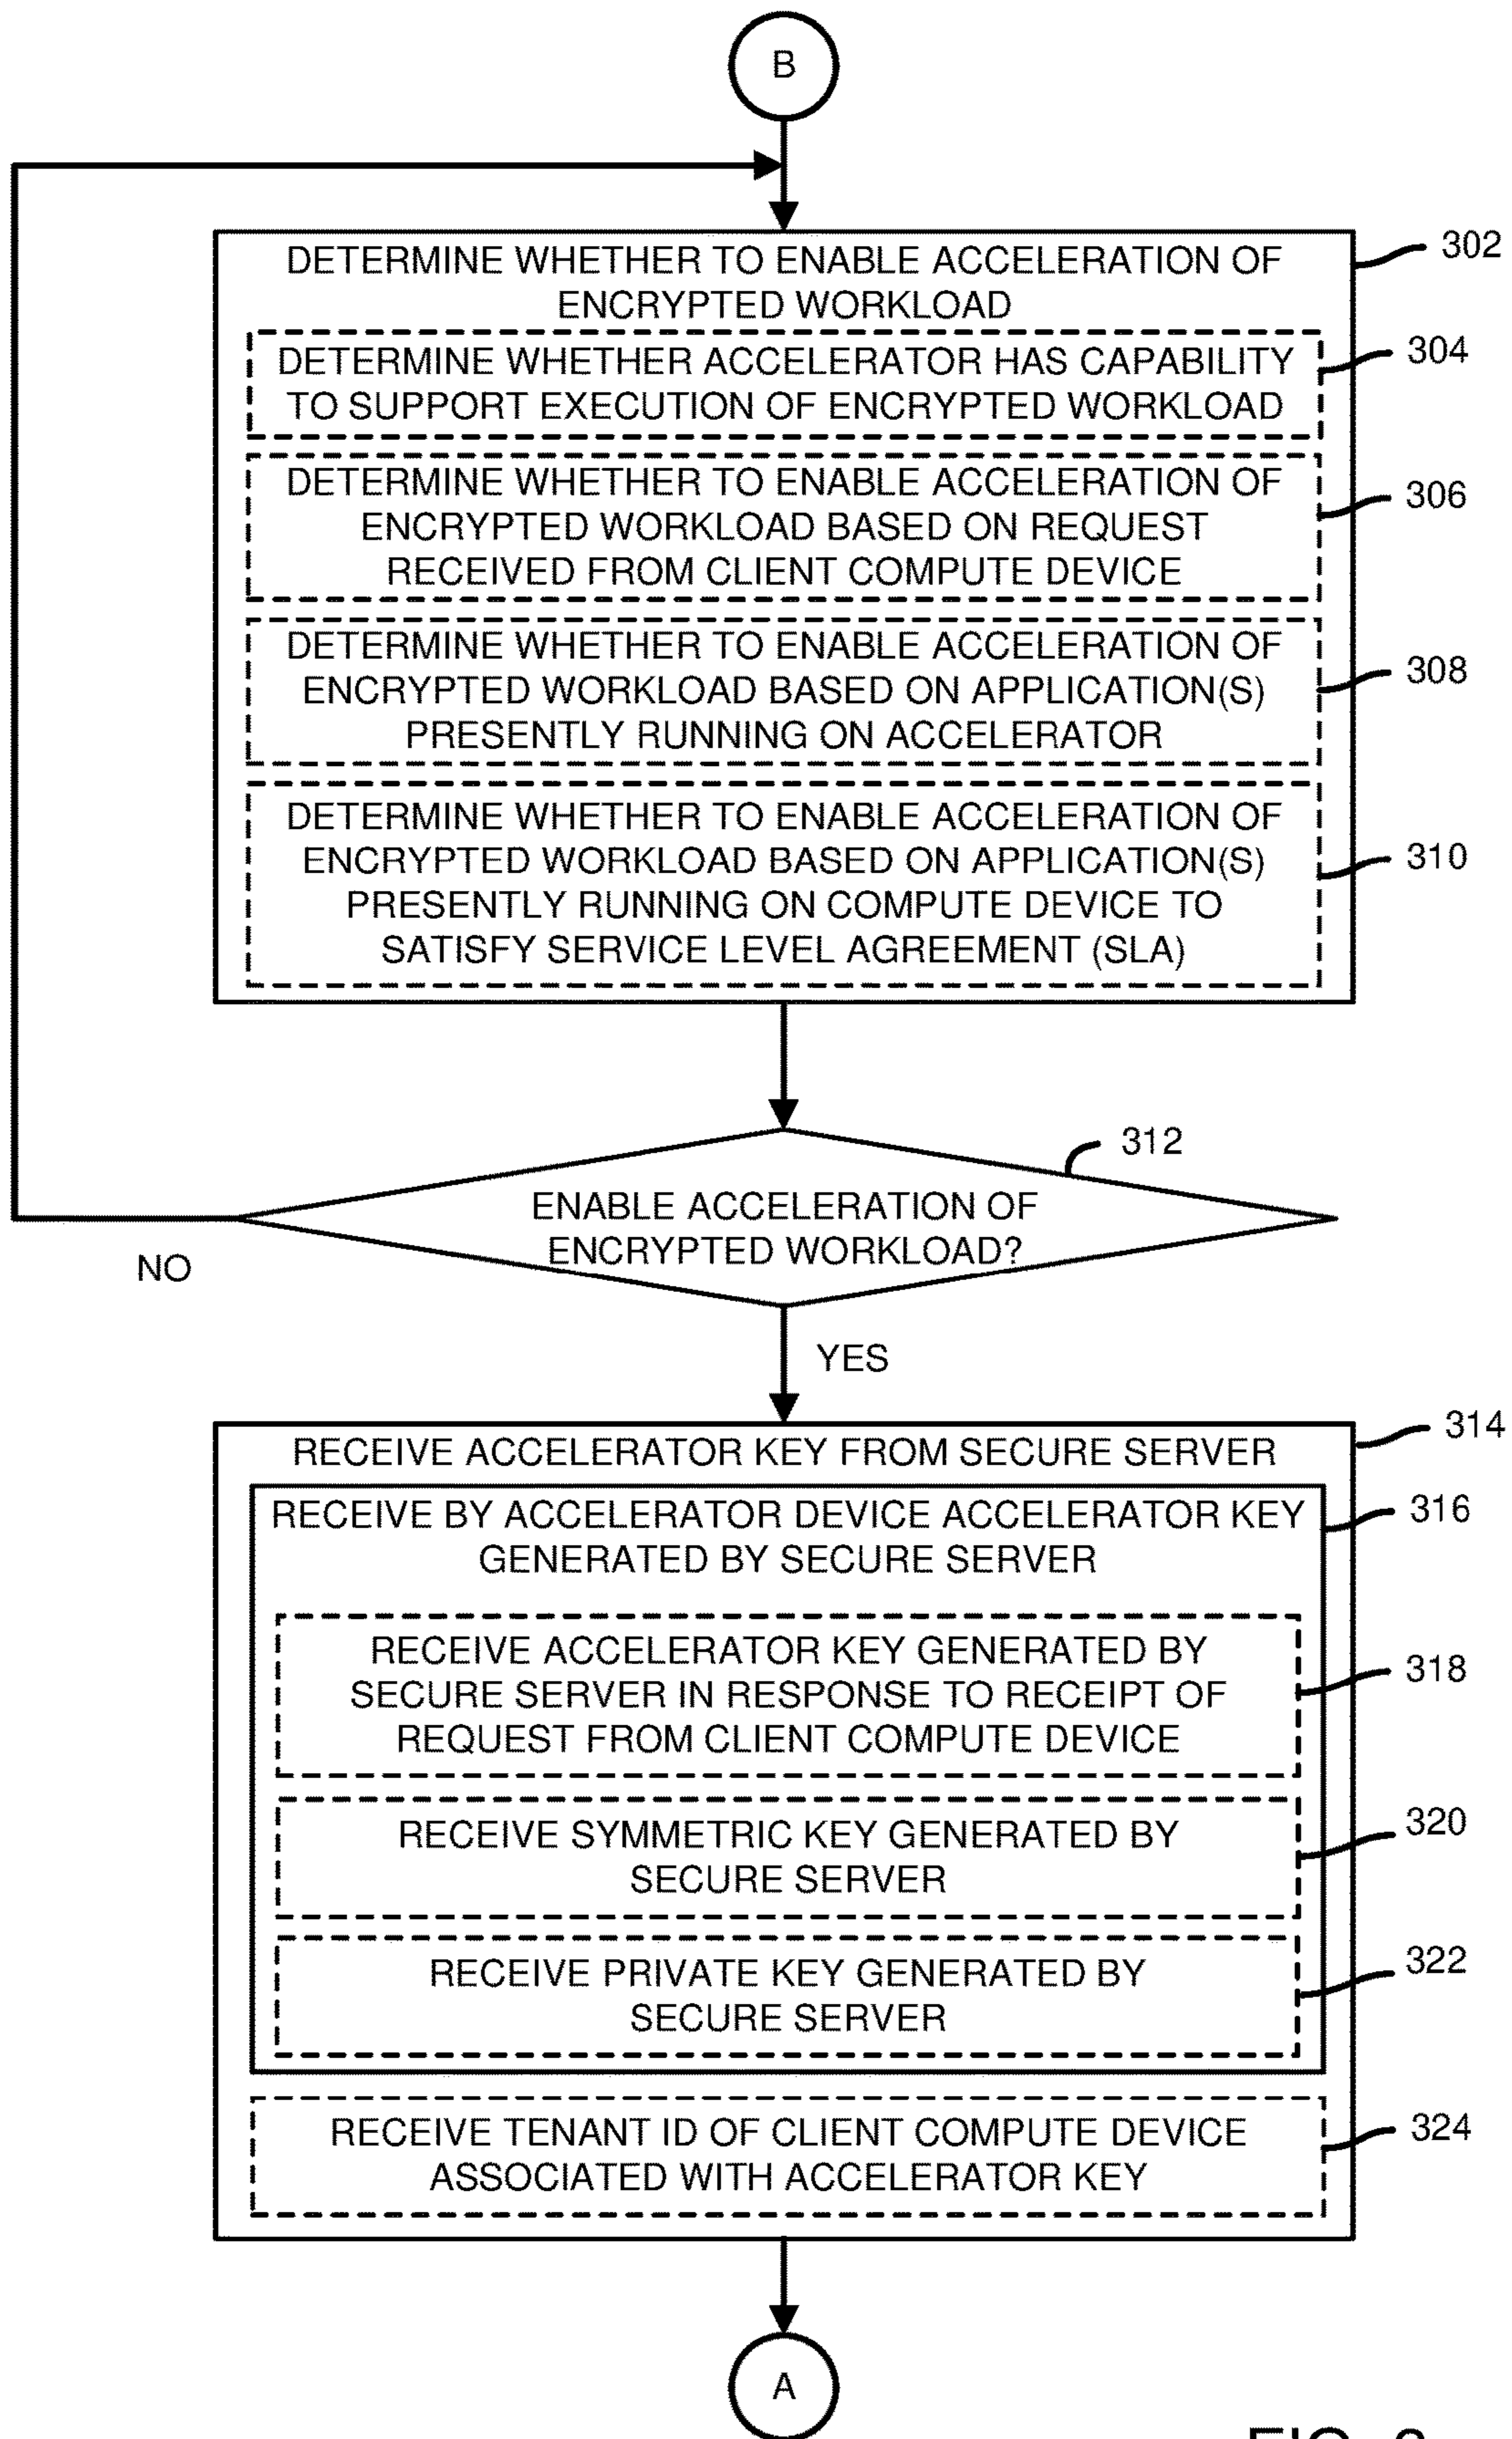 B
DETERMINE WHETHER TO ENABLE ACCELERATION OF
ENCRYPTED WORKLOAD
302
DETERMINE WHETHER ACCELERATOR HAS CAPABILITY
TO SUPPORT EXECUTION OF ENCRYPTED WORKLOAD
304
DETERMINE WHETHER TO ENABLE ACCELERATION OF
ENCRYPTED WORKLOAD BASED ON REQUEST
RECEIVED FROM CLIENT COMPUTE DEVICE
306
DETERMINE WHETHER TO ENABLE ACCELERATION OF
ENCRYPTED WORKLOAD BASED ON APPLICATION(S)
PRESENTLY RUNNING ON ACCELERATOR
308
DETERMINE WHETHER TO ENABLE ACCELERATION OF
ENCRYPTED WORKLOAD BASED ON APPLICATION(S)
PRESENTLY RUNNING ON COMPUTE DEVICE TO
SATISFY SERVICE LEVEL AGREEMENT (SLA)
310
312
ENABLE ACCELERATION OF
ENCRYPTED WORKLOAD?
NO
YES
RECEIVE ACCELERATOR KEY FROM SECURE SERVER
314
RECEIVE BY ACCELERATOR DEVICE ACCELERATOR KEY
GENERATED BY SECURE SERVER
316
RECEIVE ACCELERATOR KEY GENERATED BY
SECURE SERVER IN RESPONSE TO RECEIPT OF
REQUEST FROM CLIENT COMPUTE DEVICE
318
RECEIVE SYMMETRIC KEY GENERATED BY
SECURE SERVER
320
RECEIVE PRIVATE KEY GENERATED BY
SECURE SERVER
322
RECEIVE TENANT ID OF CLIENT COMPUTE DEVICE
ASSOCIATED WITH ACCELERATOR KEY
324
A